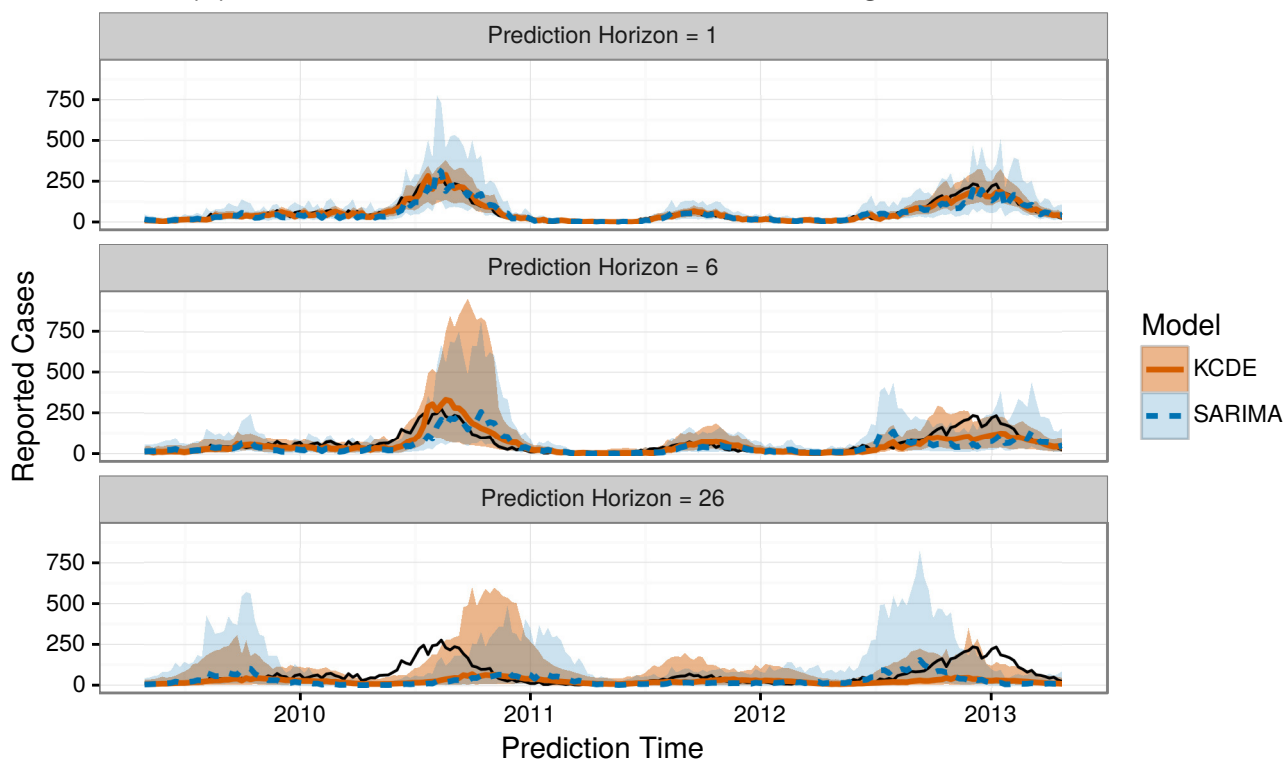 Prediction Horizon = 1
750
500
250
0
Prediction Horizon = 6
750
500
250
0
Prediction Horizon = 26
750
500
250
0
2010 2011 2012 2013
Prediction Time
Reported Cases
Model
KCDE
SARIMA